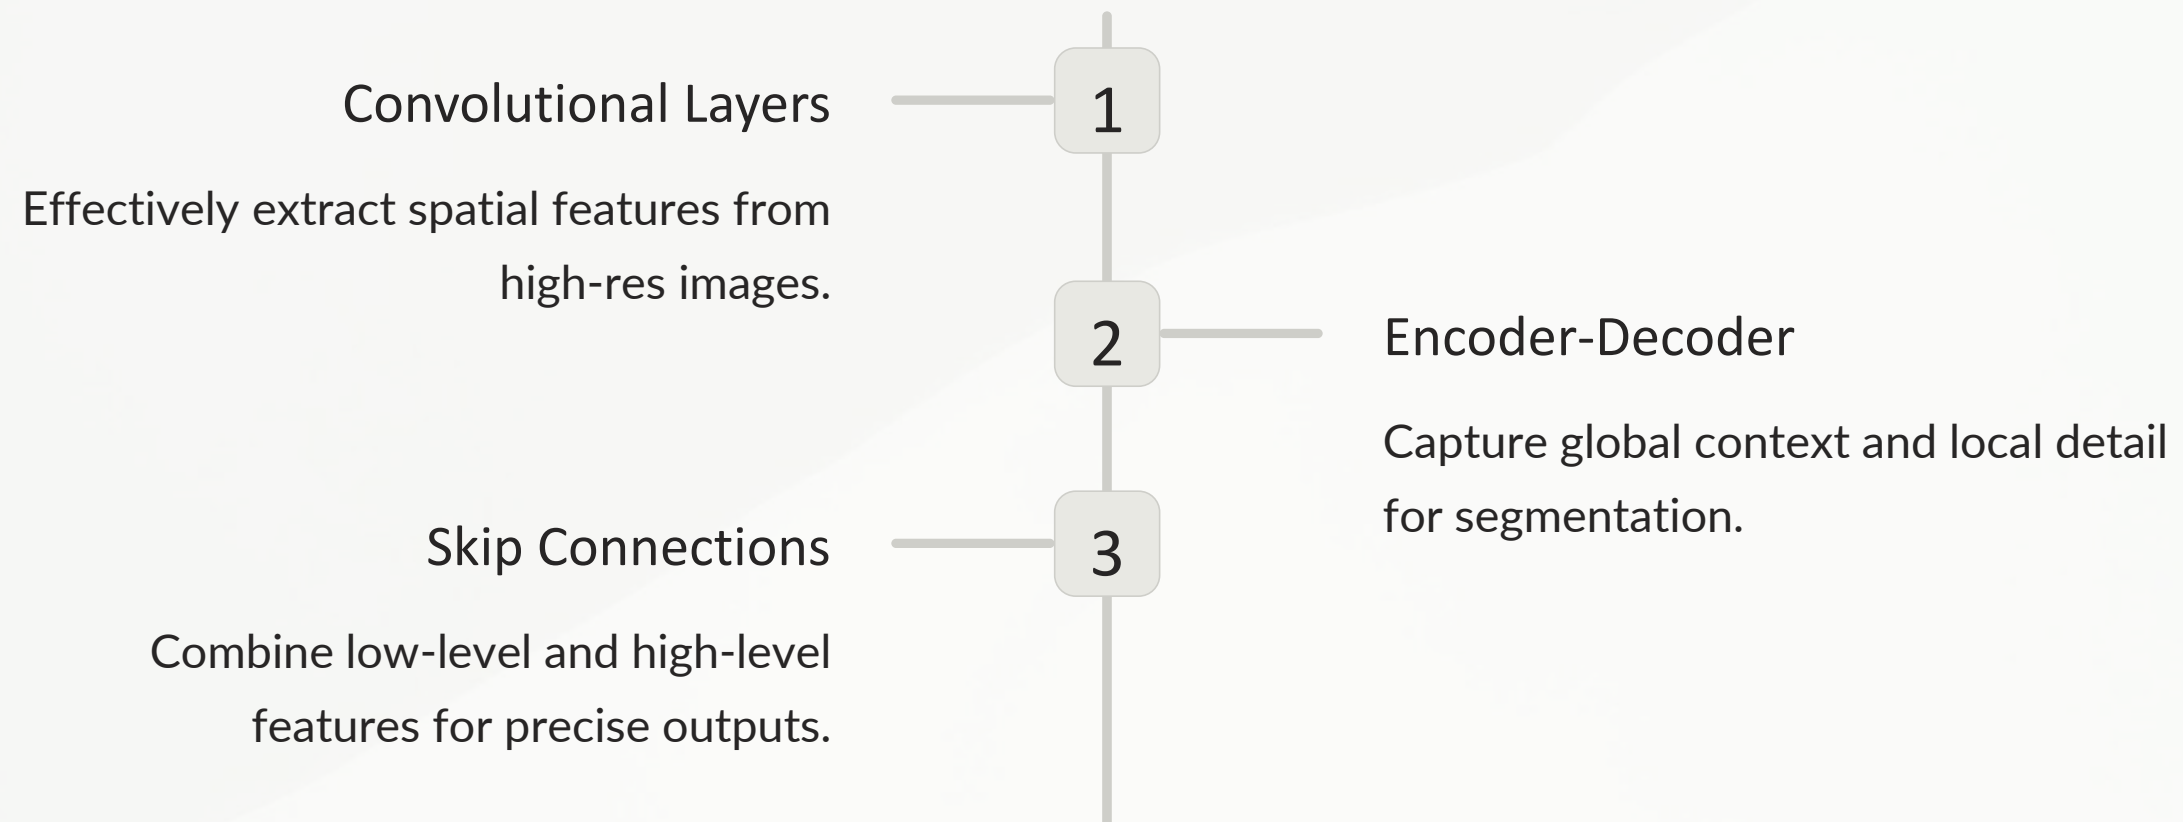 1
Convolutional Layers
Effectively extract spatial features from
high-res images.
2
Encoder-Decoder
Capture global context and local detail
for segmentation.
3
Skip Connections
Combine low-level and high-level
features for precise outputs.